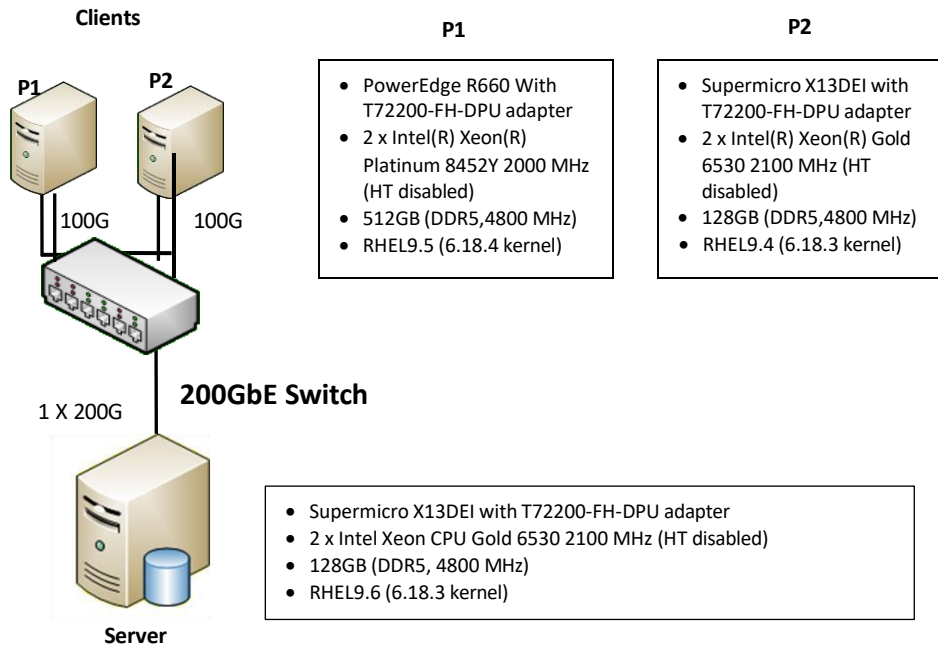 Clients
P1
P2
100G
100G
200GbE Switch
1 X 200G
Server
P1
• PowerEdge R660 With
T72200-FH-DPU adapter
• 2 x Intel(R) Xeon(R)
Platinum 8452Y 2000 MHz
(HT disabled)
• 512GB (DDR5,4800 MHz)
• RHEL9.5 (6.18.4 kernel)
P2
• Supermicro X13DEI with
T72200-FH-DPU adapter
• 2 x Intel(R) Xeon(R) Gold
6530 2100 MHz (HT
disabled)
• 128GB (DDR5,4800 MHz)
• RHEL9.4 (6.18.3 kernel)
• Supermicro X13DEI with T72200-FH-DPU adapter
• 2 x Intel Xeon CPU Gold 6530 2100 MHz (HT disabled)
• 128GB (DDR5, 4800 MHz)
• RHEL9.6 (6.18.3 kernel)